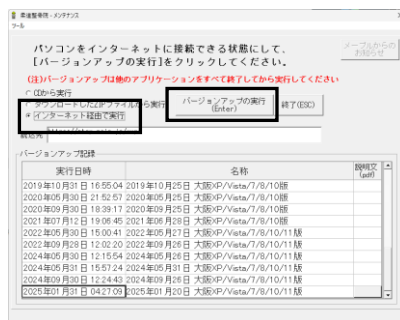 柔道整復師 - メンテナンス
ツール
パソコンをインターネットに接続できる状態にして、
[バージョンアップの実行]をクリックしてください。
メープルからの
お知らせ
(注)バージョンアップは他のアプリケーションをすべて終了してから実行してください
CDから実行
ダウンロードしたZIPファイルから実行
インターネット経由で実行
バージョンアップの実行
(Enter)
終了(ESC)
バージョンアップ記録
実行日時 名称 説明文
(pdf)
2019年10月31日 16:55:04 2019年10月25日 大阪XP/Vista/7/8/10版
2020年05月30日 21:52:57 2020年05月25日 大阪XP/Vista/7/8/10版
2020年09月30日 18:39:17 2020年09月25日 大阪XP/Vista/7/8/10版
2021年07月12日 19:06:45 2021年06月28日 大阪XP/Vista/7/8/10版
2022年05月30日 15:00:41 2022年05月27日 大阪XP/Vista/7/8/10/11版
2022年09月28日 12:02:20 2022年09月26日 大阪XP/Vista/7/8/10/11版
2024年05月30日 12:15:54 2024年05月26日 大阪XP/Vista/7/8/10/11版
2024年05月31日 15:57:24 2024年05月31日 大阪XP/Vista/7/8/10/11版
2024年09月30日 12:24:43 2024年09月26日 大阪XP/Vista/7/8/10/11版
2025年01月31日 04:27:09 2025年01月20日 大阪XP/Vista/7/8/10/11版